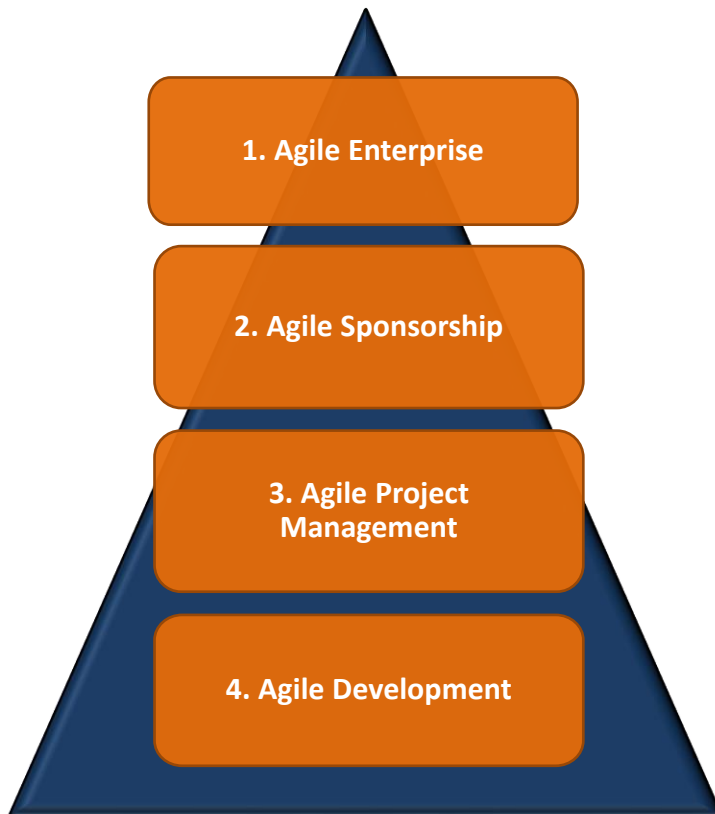 1. Agile Enterprise
2. Agile Sponsorship
3. Agile Project
Management
4. Agile Development